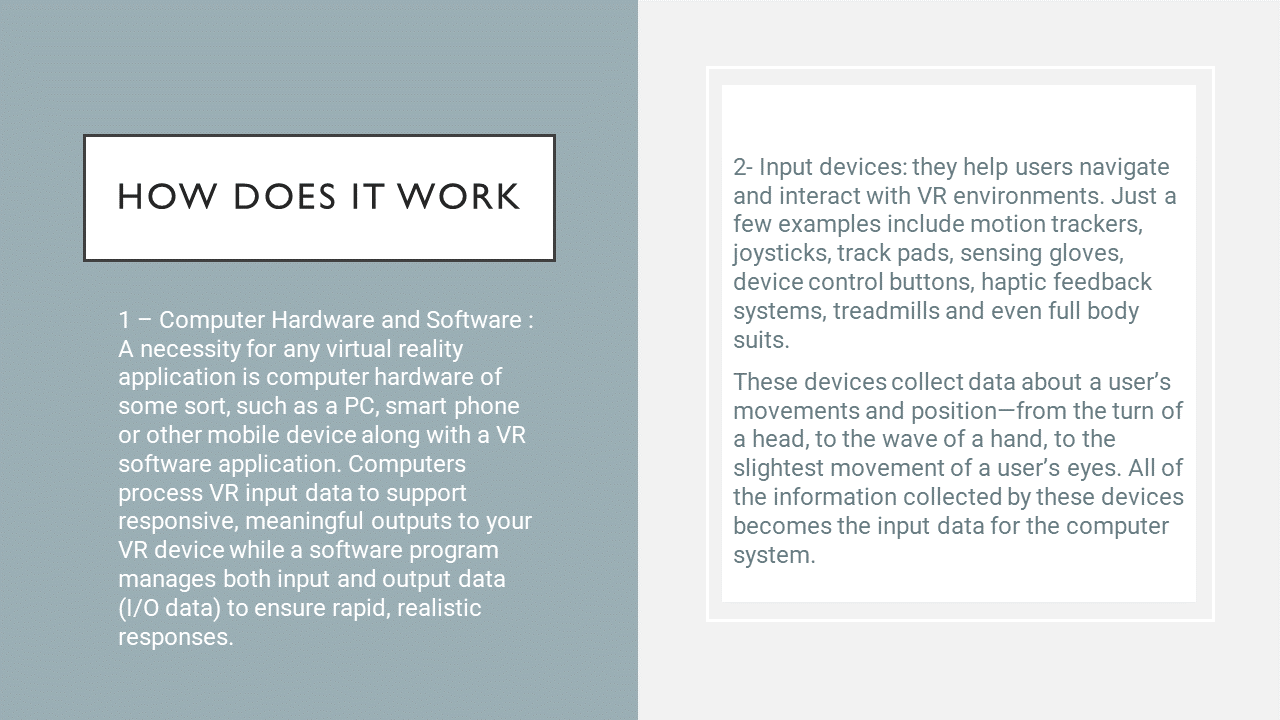 HOW DOES IT WORK
1 – Computer Hardware and Software :
A necessity for any virtual reality
application is computer hardware of
some sort, such as a PC, smart phone
or other mobile device along with a VR
software application. Computers
process VR input data to support
responsive, meaningful outputs to your
VR device while a software program
manages both input and output data
(I/O data) to ensure rapid, realistic
responses.
2- Input devices: they help users navigate
and interact with VR environments. Just a
few examples include motion trackers,
joysticks, track pads, sensing gloves,
device control buttons, haptic feedback
systems, treadmills and even full body
suits.
These devices collect data about a user’s
movements and position—from the turn of
a head, to the wave of a hand, to the
slightest movement of a user’s eyes. All of
the information collected by these devices
becomes the input data for the computer
system.